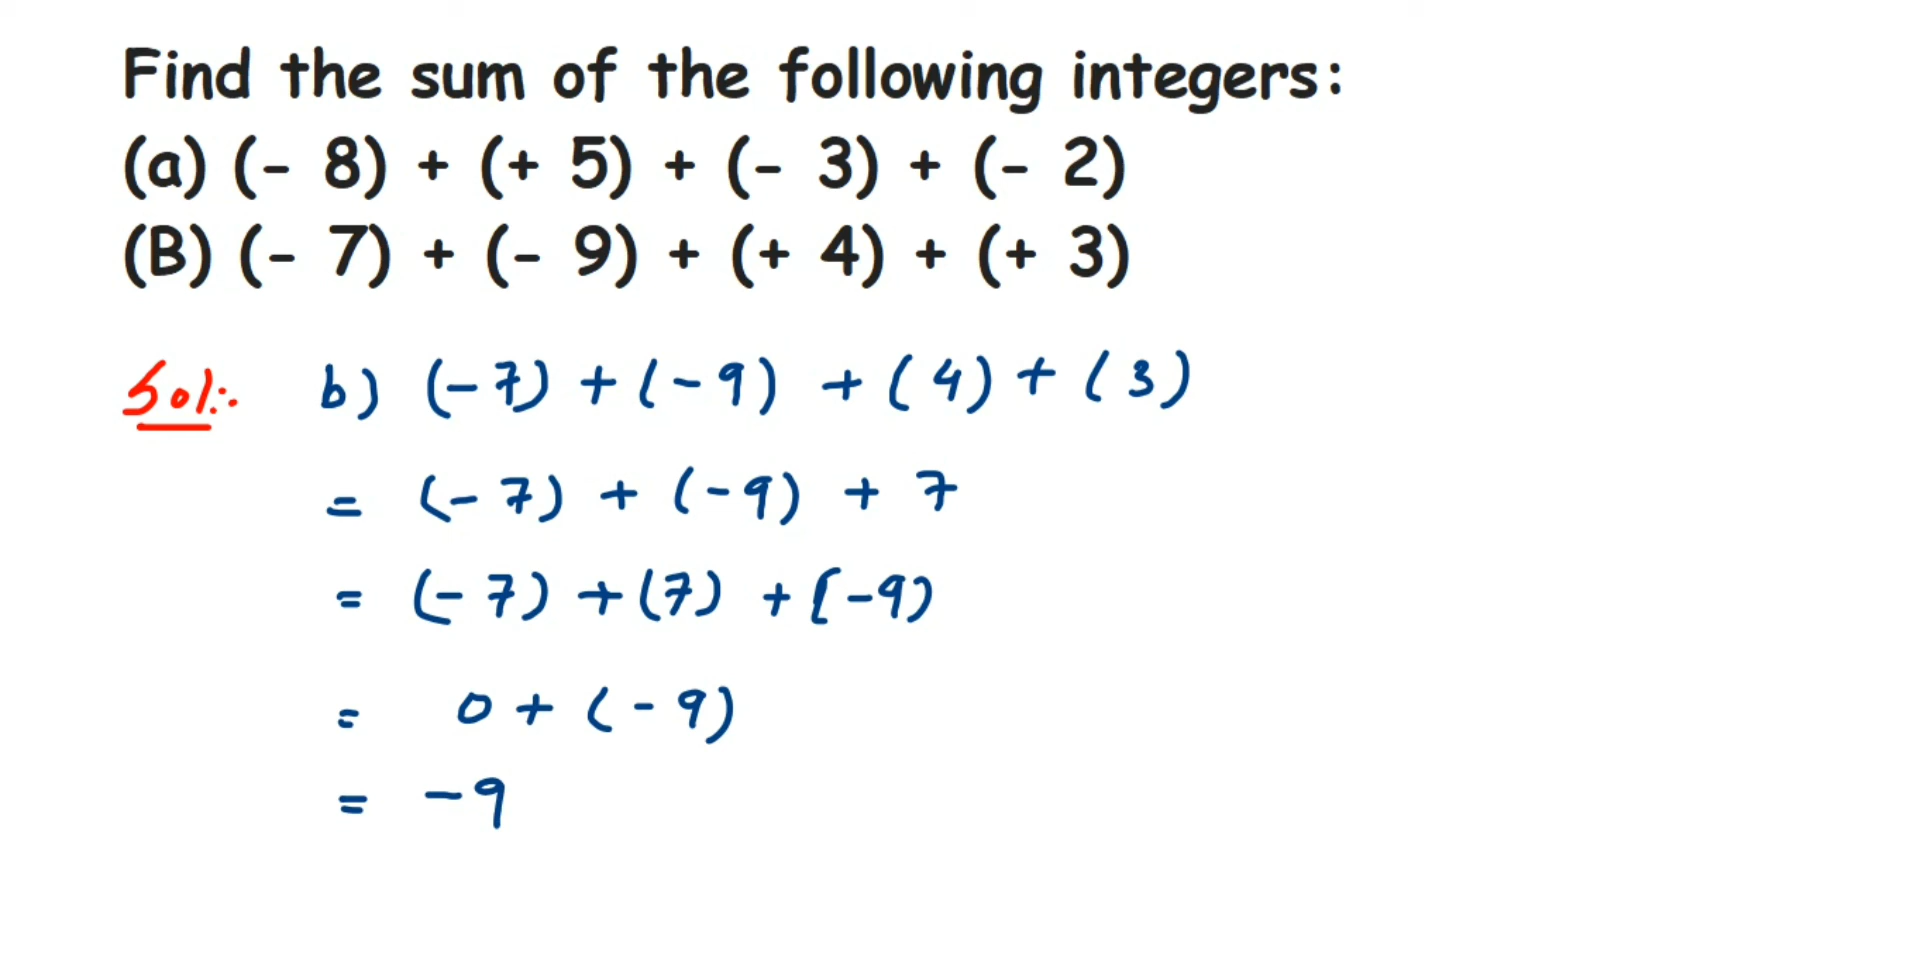 Find the sum of the following integers:
(a) (- 8) + (+ 5) + (- 3) + (- 2)
(B) (- 7) + (- 9) + (+ 4) + (+ 3)
Sol:- b) (-7) + (-9) + (4) + (3)
= (-7) + (-9) + 7
= (-7) + (7) + [-9)
= 0 + (-9)
= -9